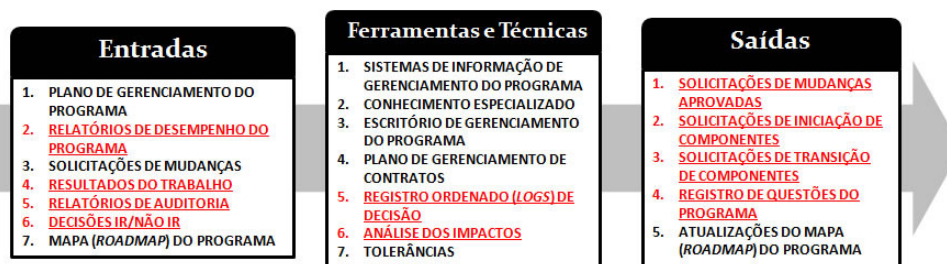 Entradas
1. PLANO DE GERENCIAMENTO DO
PROGRAMA
2. RELATÓRIOS DE DESEMPENHO DO
PROGRAMA
3. SOLICITAÇÕES DE MUDANÇAS
4. RESULTADOS DO TRABALHO
5. RELATÓRIOS DE AUDITORIA
6. DECISÕES IR/NÃO IR
7. MAPA (ROADMAP) DO PROGRAMA
Ferramentas e Técnicas
1. SISTEMAS DE INFORMAÇÃO DE
GERENCIAMENTO DO PROGRAMA
2. CONHECIMENTO ESPECIALIZADO
3. ESCRITÓRIO DE GERENCIAMENTO
DO PROGRAMA
4. PLANO DE GERENCIAMENTO DE
CONTRATOS
5. REGISTRO ORDENADO (LOGS) DE
DECISÃO
6. ANÁLISE DOS IMPACTOS
7. TOLERÂNCIAS
Saídas
1. SOLICITAÇÕES DE MUDANÇAS
APROVADAS
2. SOLICITAÇÕES DE INICIAÇÃO DE
COMPONENTES
3. SOLICITAÇÕES DE TRANSIÇÃO
DE COMPONENTES
4. REGISTRO DE QUESTÕES DO
PROGRAMA
5. ATUALIZAÇÕES DO MAPA
(ROADMAP) DO PROGRAMA